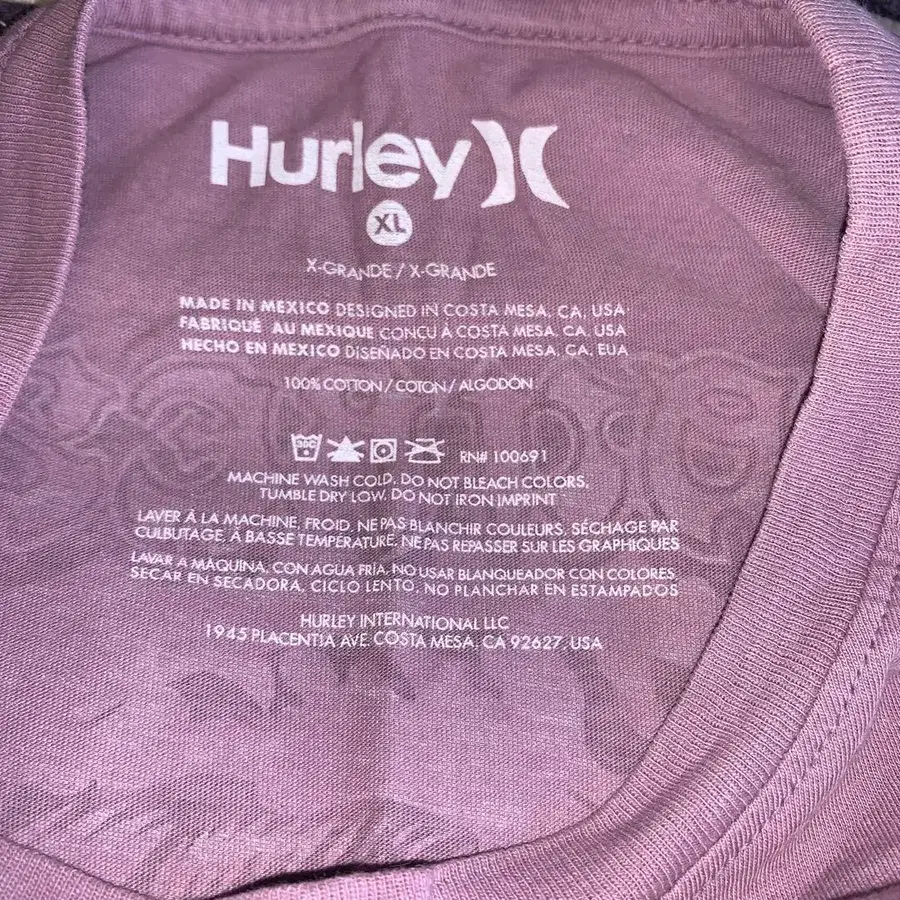 Hurley
XL
X-GRANDE / X-GRANDE
MADE IN MEXICO DESIGNED IN COSTA MESA, CA, USA
FABRIQUÉ AU MEXIQUE CONÇU À COSTA MESA, CA, USA
HECHO EN MEXICO DISEÑADO EN COSTA MESA, CA, EUA
100% COTTON / COTON / ALGODÓN
30C
RN# 100691
MACHINE WASH COLD. DO NOT BLEACH COLORS.
TUMBLE DRY LOW. DO NOT IRON IMPRINT
LAVER À LA MACHINE, FROID. NE PAS BLANCHIR COULEURS. SÉCHAGE PAR
CULBUTAGE, À BASSE TEMPÉRATURE. NE PAS REPASSER SUR LES GRAPHIQUES
LAVAR A MÁQUINA, CON AGUA FRIA. NO USAR BLANQUEADOR CON COLORES.
SECAR EN SECADORA, CICLO LENTO. NO PLANCHAR EN ESTAMPADOS
HURLEY INTERNATIONAL LLC
1945 PLACENTIA AVE. COSTA MESA, CA 92627, USA